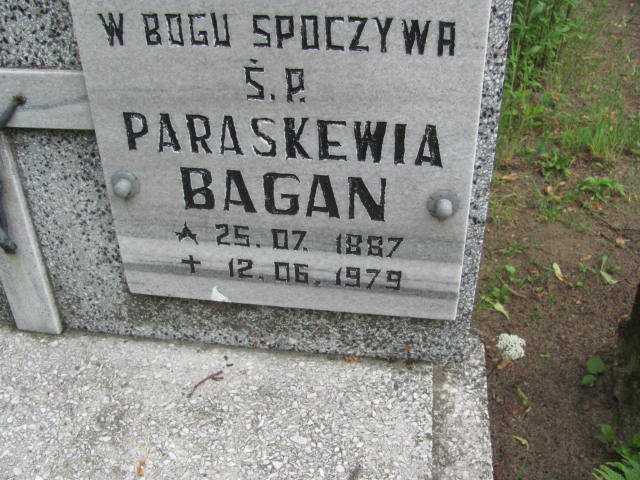 W BOGU SPOCZYWA
Ś.P.
PARASKEWIA
BAGAN
★ 25. 07. 1887
+ 12. 06. 1979